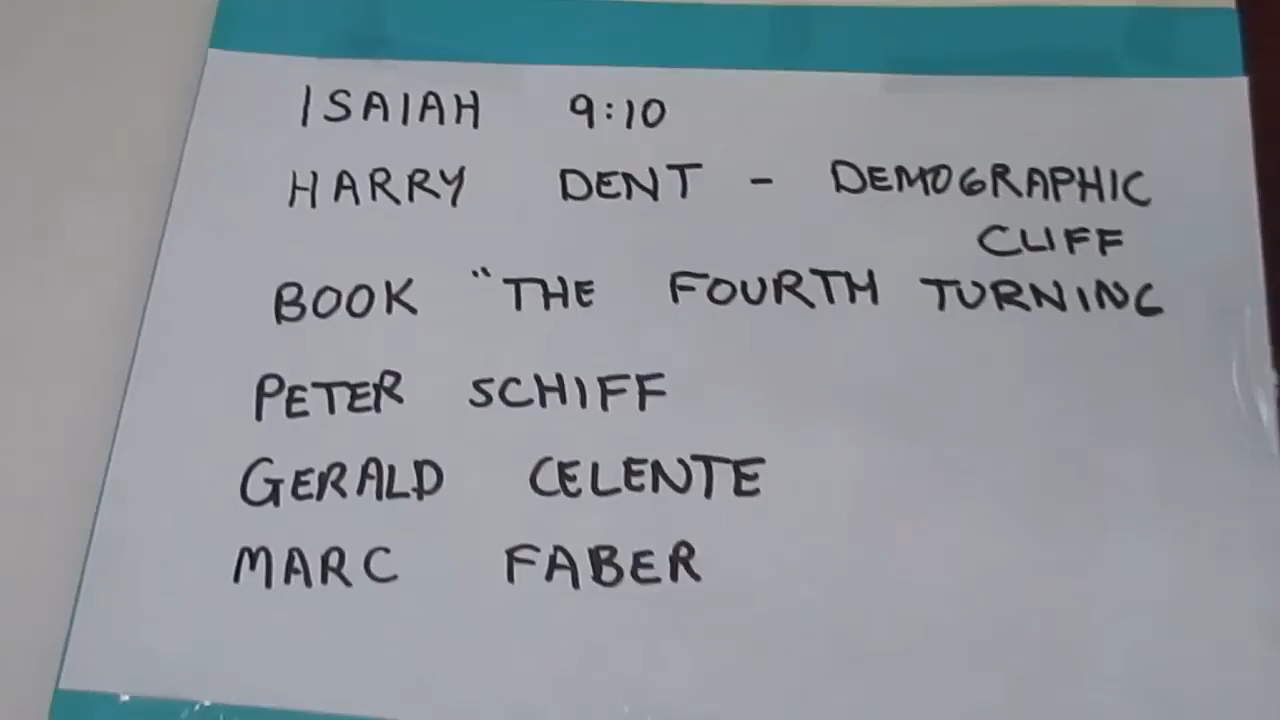 ISAIAH 9:10
HARRY DENT - DEMOGRAPHIC
CLIFF
BOOK "THE FOURTH TURNING
PETER SCHIFF
GERALD CELENTE
MARC FABER